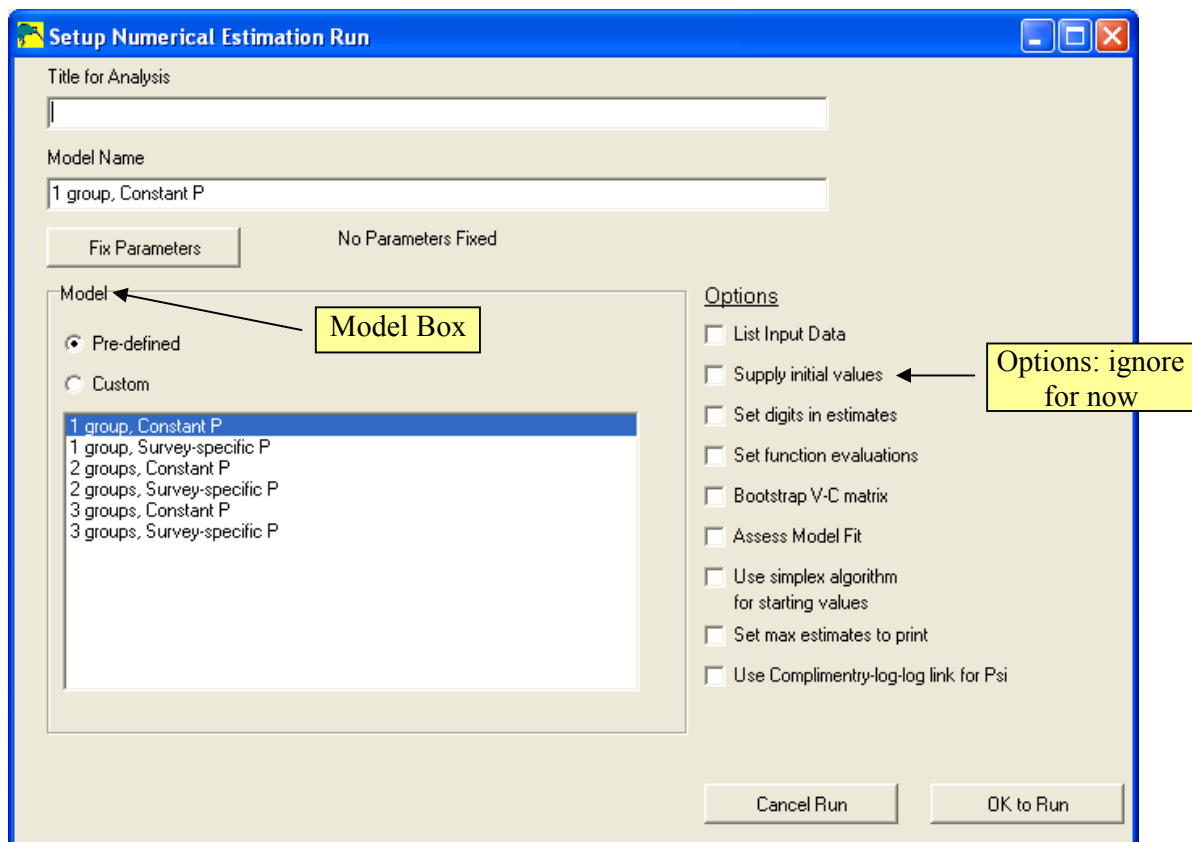 Setup Numerical Estimation Run
Title for Analysis
Model Name
1 group, Constant P
Fix Parameters
No Parameters Fixed
Model
Model Box
Pre-defined
Custom
1 group, Constant P
1 group, Survey-specific P
2 groups, Constant P
2 groups, Survey-specific P
3 groups, Constant P
3 groups, Survey-specific P
Options
List Input Data
Supply initial values
Options: ignore
for now
Set digits in estimates
Set function evaluations
Bootstrap V-C matrix
Assess Model Fit
Use simplex algorithm
for starting values
Set max estimates to print
Use Complimentry-log-log link for Psi
Cancel Run
OK to Run